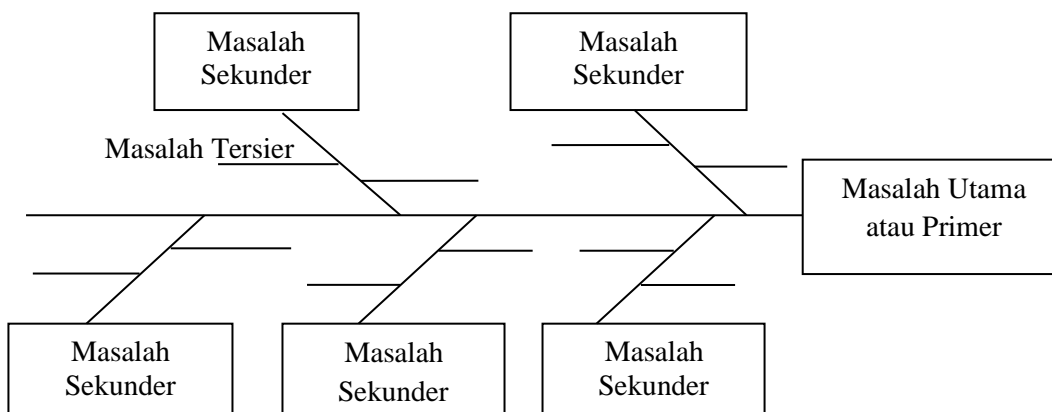 Masalah
Sekunder
Masalah
Sekunder
Masalah Tersier
Masalah Utama
atau Primer
Masalah
Sekunder
Masalah
Sekunder
Masalah
Sekunder